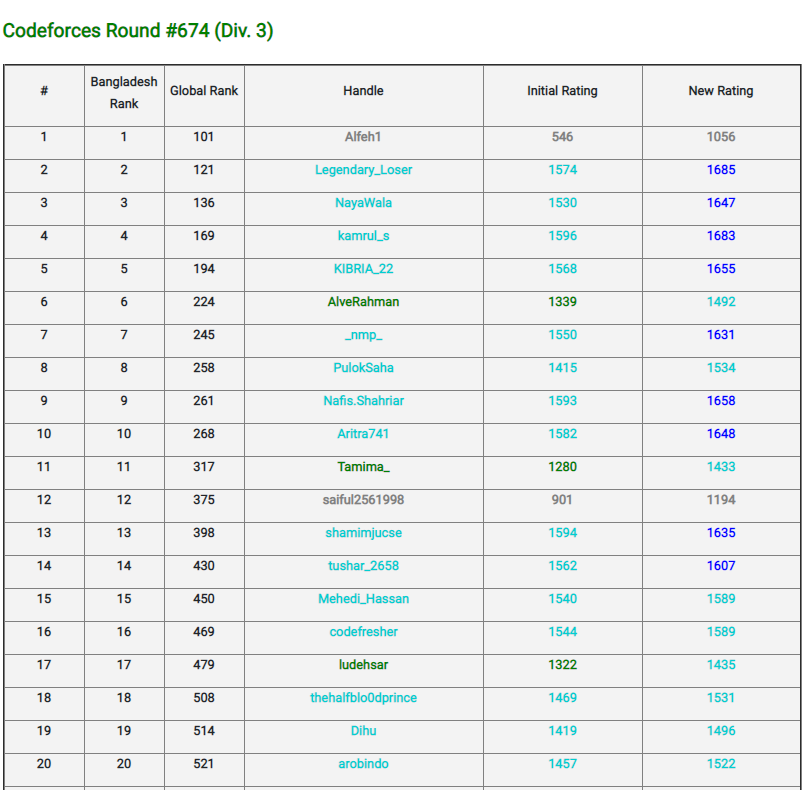 Codeforces Round #674 (Div. 3)
# Bangladesh Rank Global Rank Handle Initial Rating New Rating
1 1 101 Alfeh1 546 1056
2 2 121 Legendary_Loser 1574 1685
3 3 136 NayaWala 1530 1647
4 4 169 kamrul_s 1596 1683
5 5 194 KIBRIA_22 1568 1655
6 6 224 AlveRahman 1339 1492
7 7 245 _nmp_ 1550 1631
8 8 258 PulokSaha 1415 1534
9 9 261 Nafis.Shahriar 1593 1658
10 10 268 Aritra741 1582 1648
11 11 317 Tamima_ 1280 1433
12 12 375 saiful2561998 901 1194
13 13 398 shamimjucse 1594 1635
14 14 430 tushar_2658 1562 1607
15 15 450 Mehedi_Hassan 1540 1589
16 16 469 codefresher 1544 1589
17 17 479 ludehsar 1322 1435
18 18 508 thehalfblo0dprince 1469 1531
19 19 514 Dihu 1419 1496
20 20 521 arobindo 1457 1522